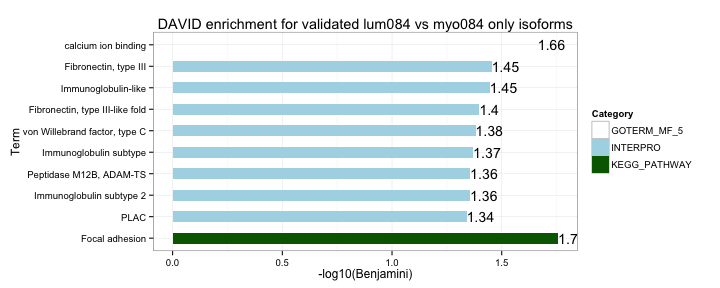 DAVID enrichment for validated lum084 vs myo084 only isoforms
Term
calcium ion binding 1.66
Fibronectin, type III 1.45
Immunoglobulin-like 1.45
Fibronectin, type III-like fold 1.4
von Willebrand factor, type C 1.38
Immunoglobulin subtype 1.37
Peptidase M12B, ADAM-TS 1.36
Immunoglobulin subtype 2 1.36
PLAC 1.34
Focal adhesion 1.7
0.0 0.5 1.0 1.5
-log10(Benjamini)
Category
GOTERM_MF_5
INTERPRO
KEGG_PATHWAY